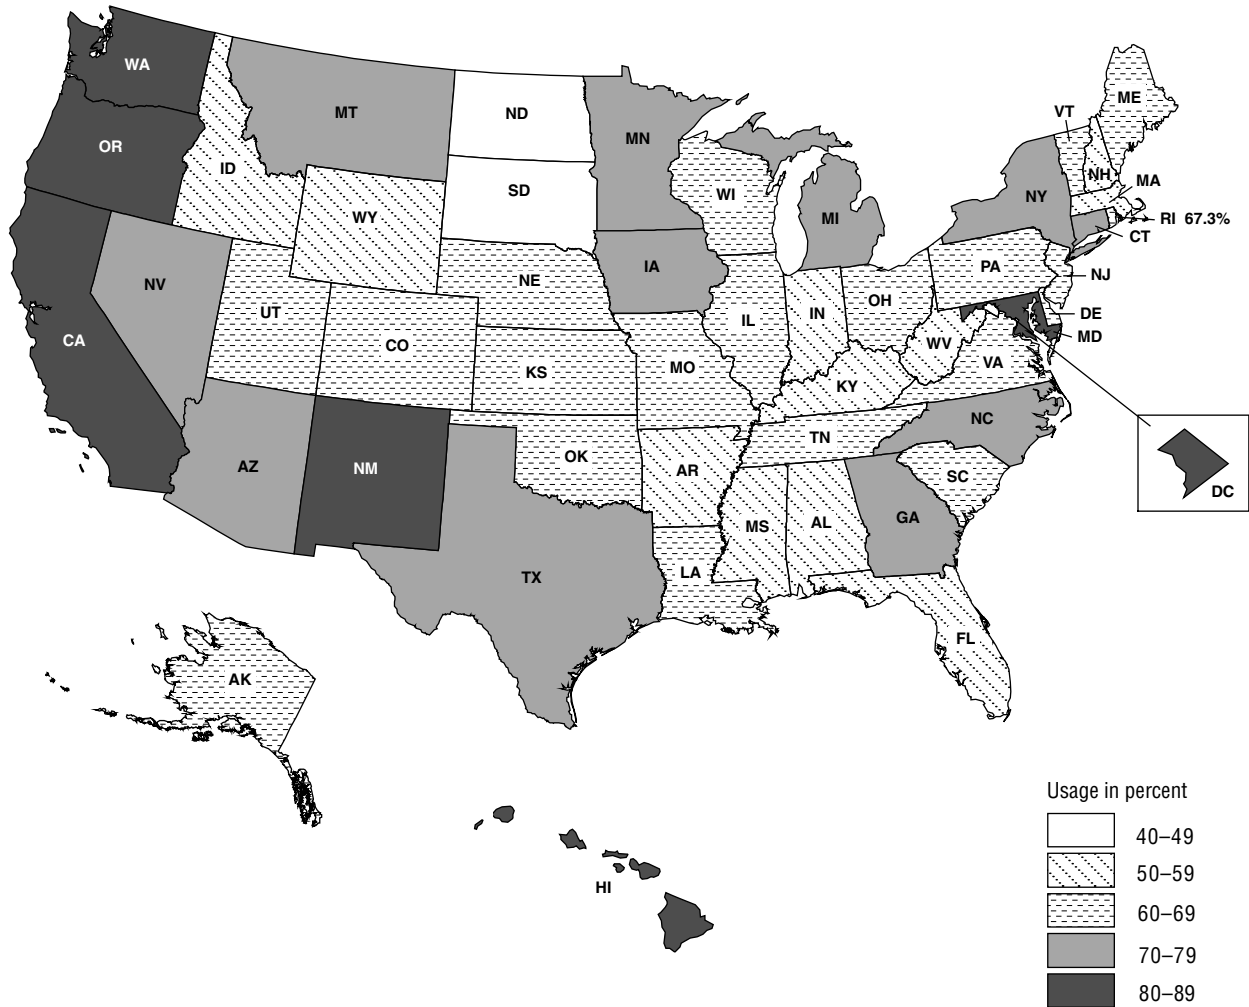 WA
MT
ND
MN
ME
VT
OR
ID
SD
WI
NH
MA
WY
MI
NY
RI 67.3%
CT
IA
PA
NJ
NV
NE
OH
UT
IL
IN
DE
CA
CO
WV
MD
MO
VA
KS
KY
NC
TN
AZ
NM
OK
AR
SC
DC
MS
AL
GA
TX
LA
FL
AK
HI
Usage in percent
40–49
50–59
60–69
70–79
80–89